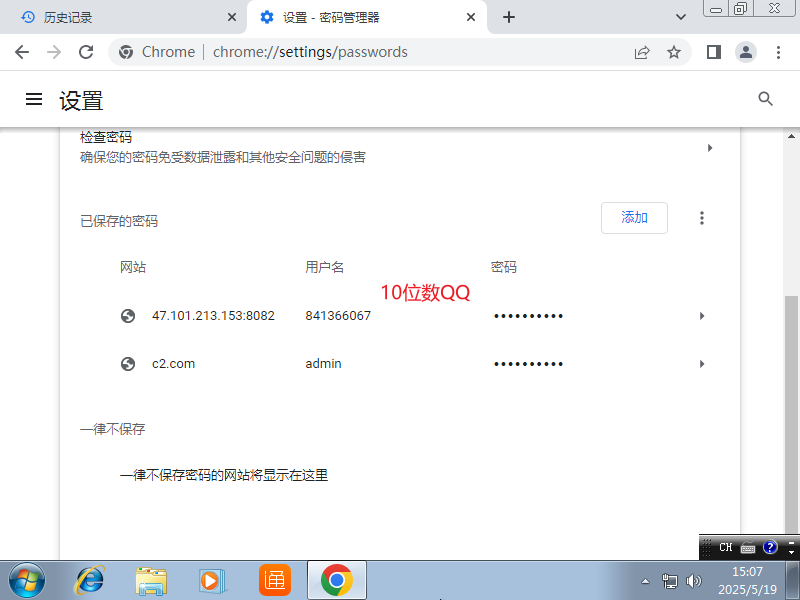 历史记录
设置 - 密码管理器
Chrome | chrome://settings/passwords
设置
检查密码
确保您的密码免受数据泄露和其他安全问题的侵害
已保存的密码
添加
网站 用户名 密码
10位数QQ
47.101.213.153:8082 841366067 ••••••••••
c2.com admin ••••••••••
一律不保存
一律不保存密码的网站将显示在这里
CH
通
15:07
2025/5/19